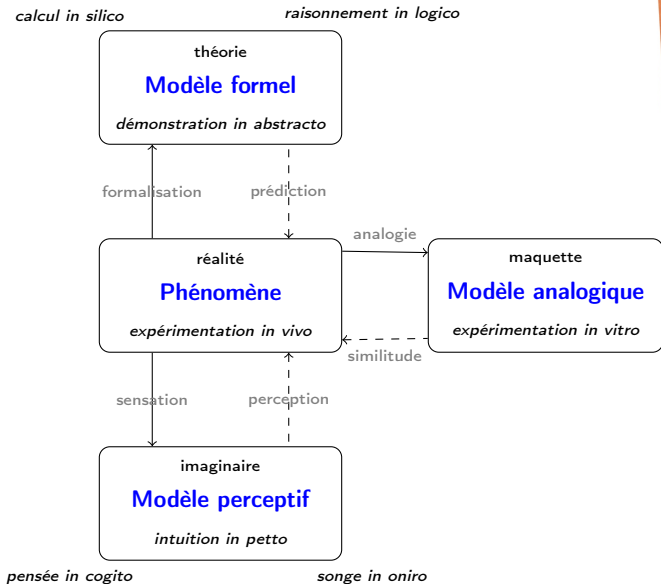 calcul in silico
raisonnement in logico
théorie
Modèle formel
démonstration in abstracto
formalisation
prédiction
analogie
réalité
Phénomène
expérimentation in vivo
maquette
Modèle analogique
expérimentation in vitro
similitude
sensation
perception
imaginaire
Modèle perceptif
intuition in petto
pensée in cogito
songe in oniro